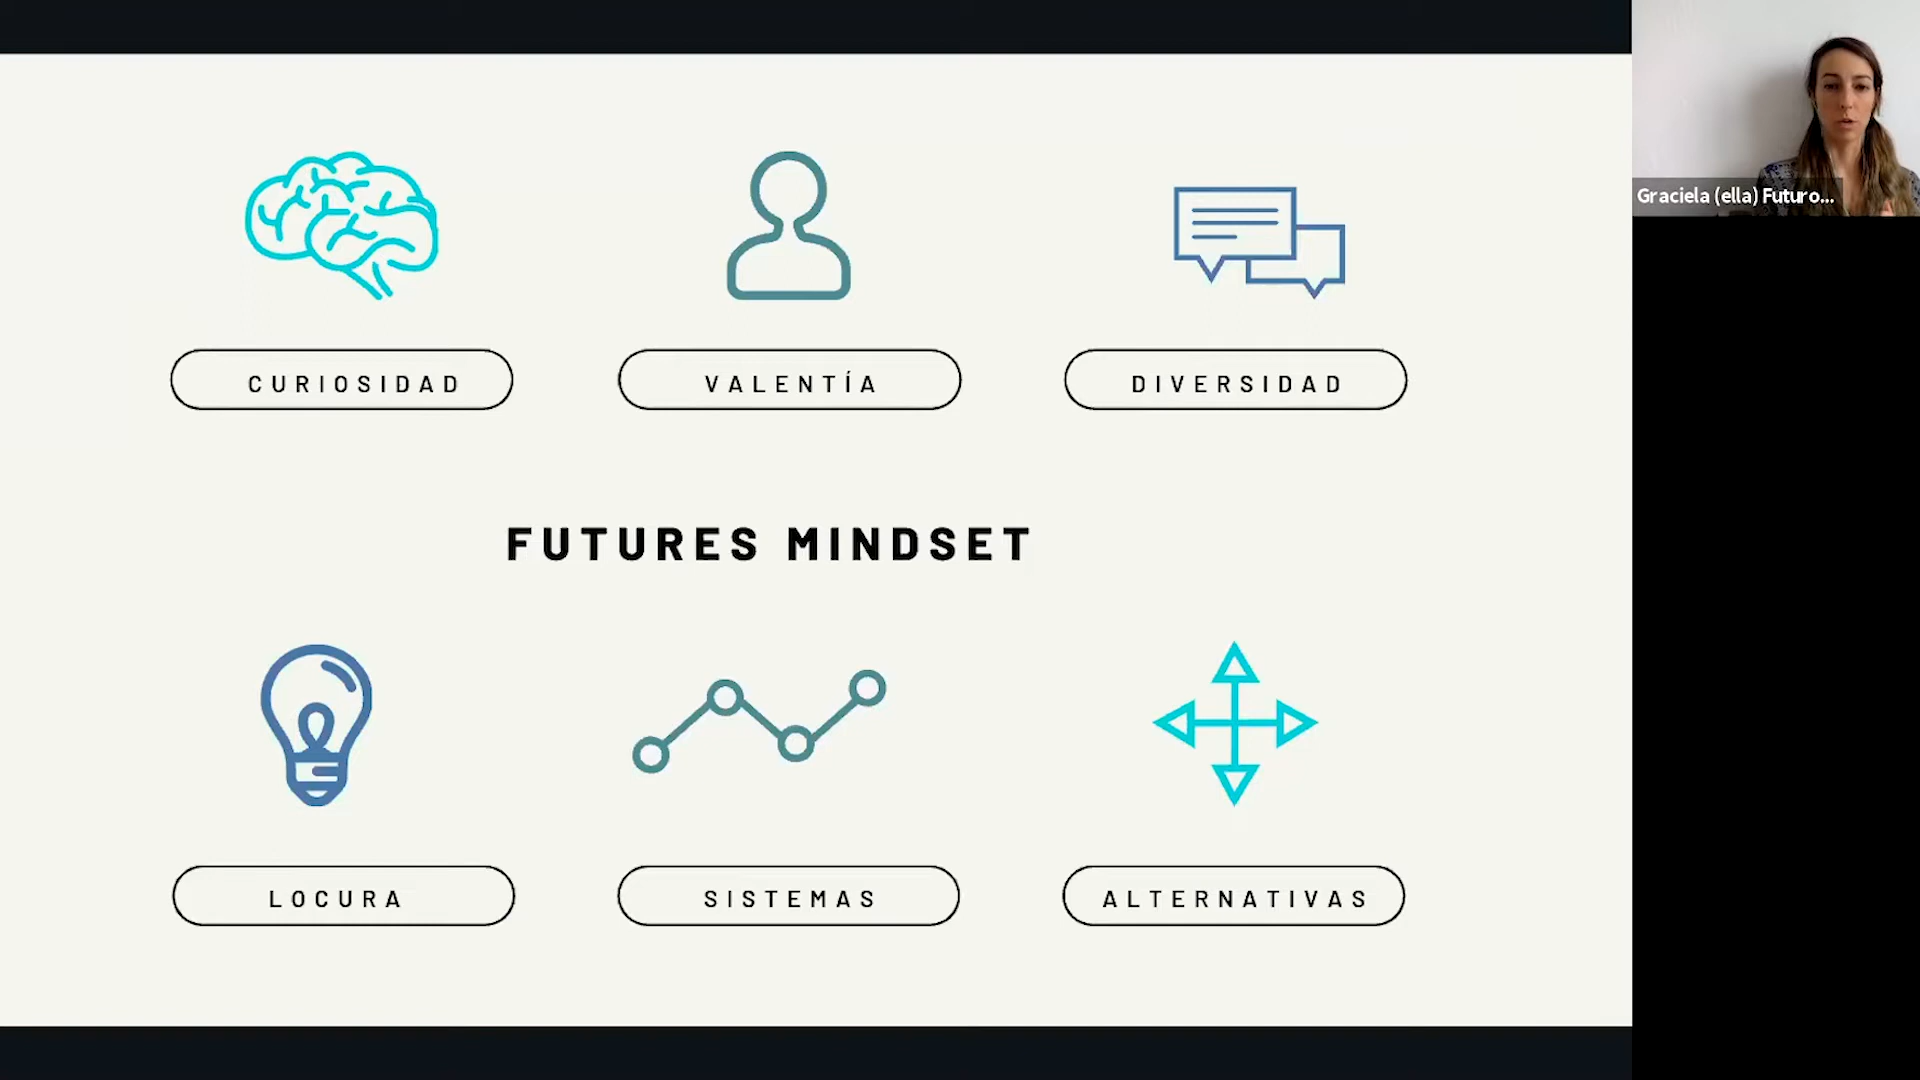 Graciela (ella) Futuro...
CURIOSIDAD
VALENTÍA
DIVERSIDAD
FUTURES MINDSET
LOCURA
SISTEMAS
ALTERNATIVAS